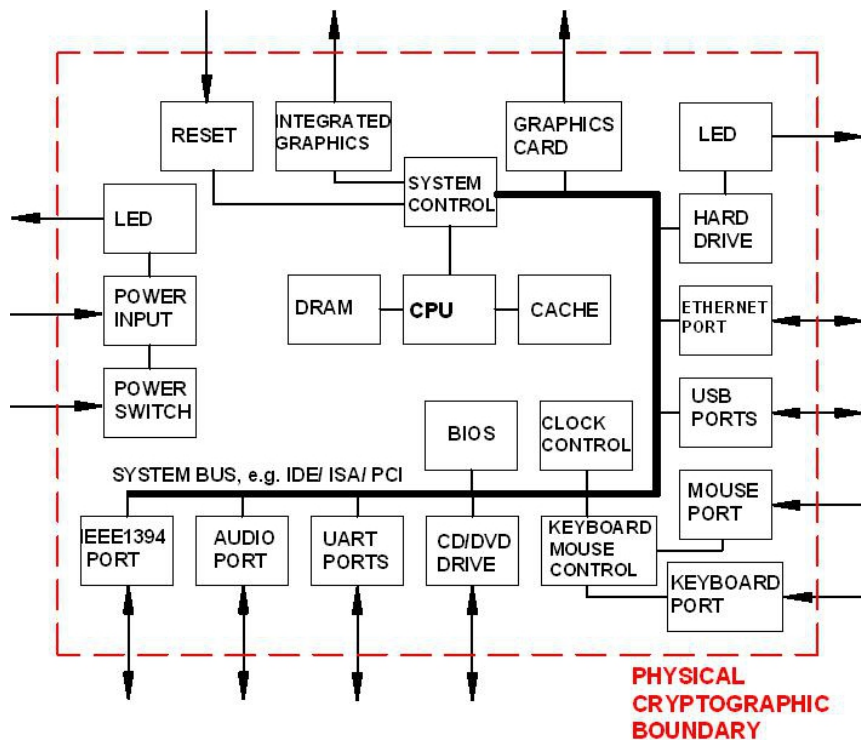 RESET
INTEGRATED
GRAPHICS
GRAPHICS
CARD
LED
SYSTEM
CONTROL
LED
HARD
DRIVE
POWER
INPUT
DRAM
CPU
CACHE
ETHERNET
PORT
POWER
SWITCH
BIOS
CLOCK
CONTROL
USB
PORTS
SYSTEM BUS, e.g. IDE/ ISA/ PCI
MOUSE
PORT
IEEE1394
PORT
AUDIO
PORT
UART
PORTS
CD/DVD
DRIVE
KEYBOARD
MOUSE
CONTROL
KEYBOARD
PORT
PHYSICAL
CRYPTOGRAPHIC
BOUNDARY